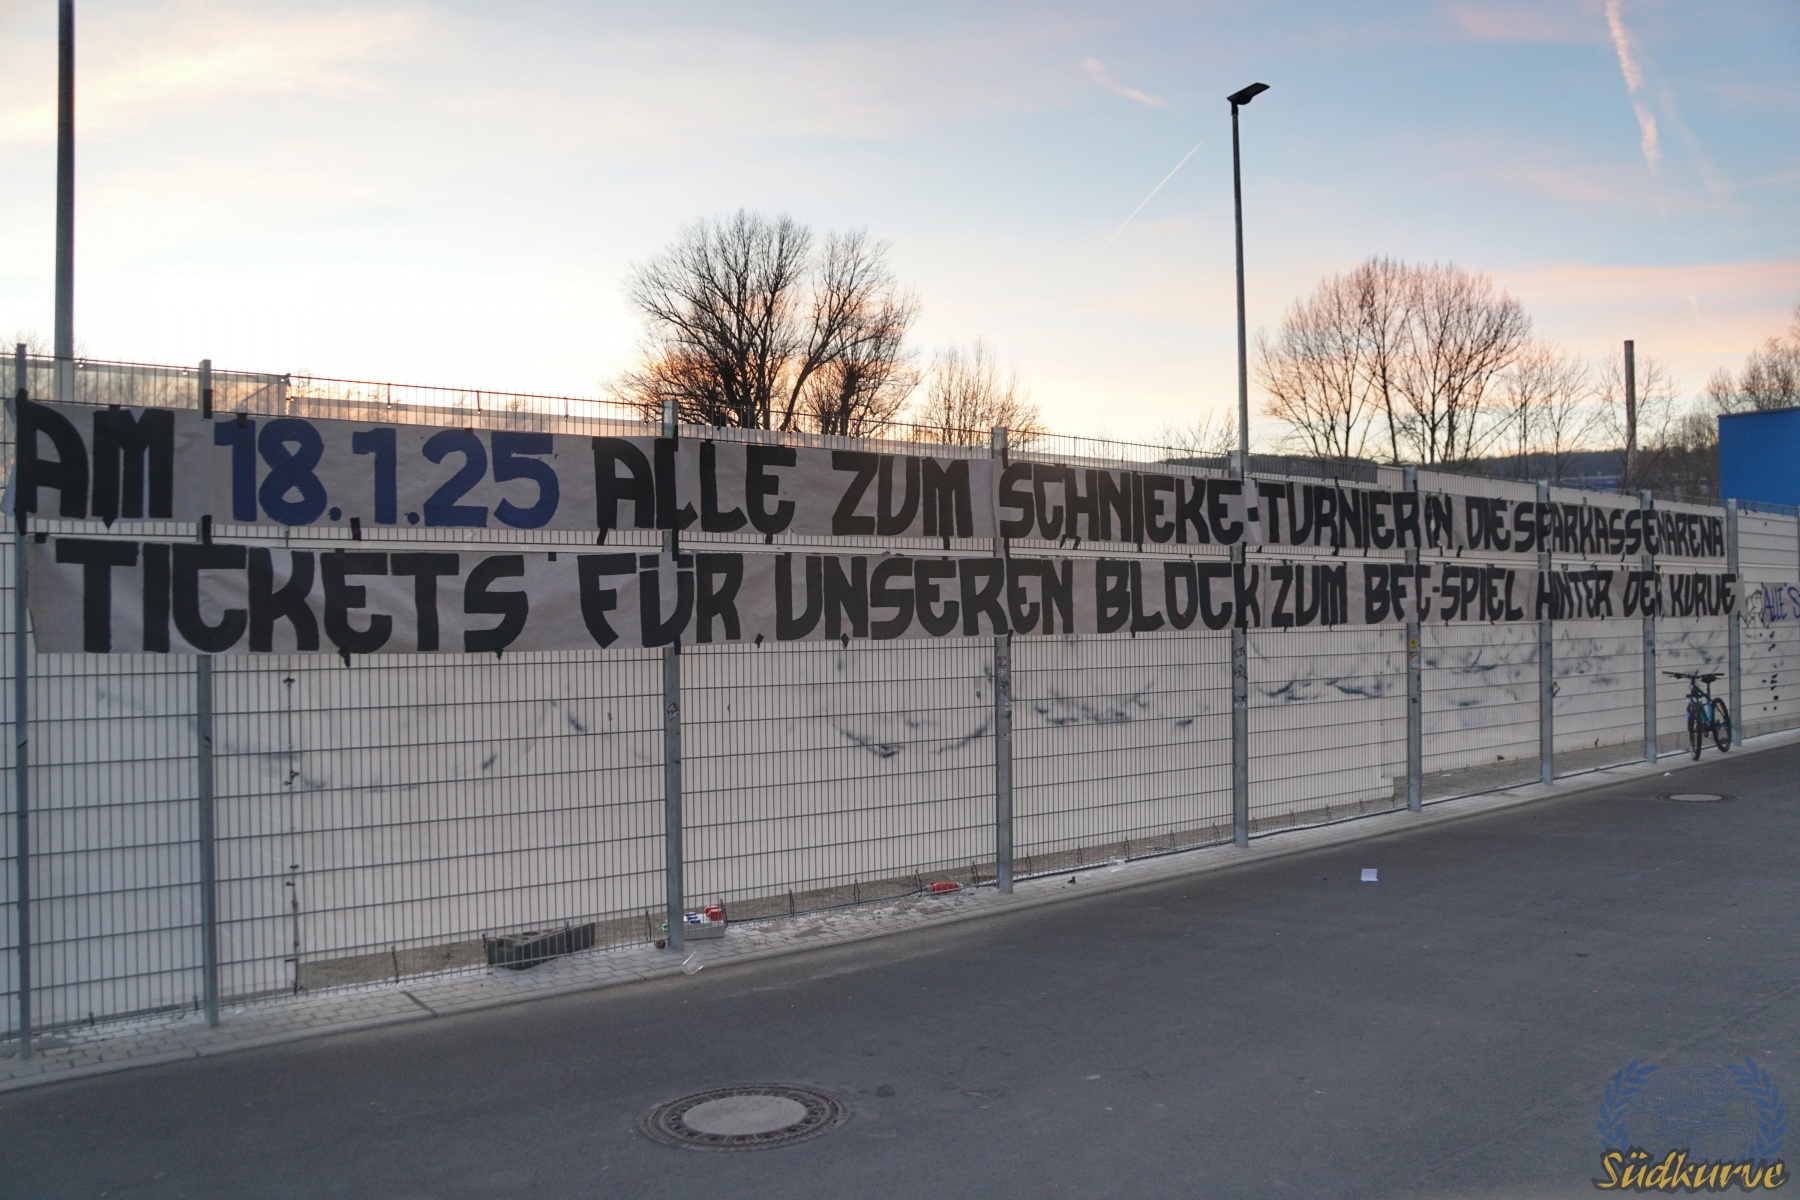 AM 18.1.25 ALLE ZUM SCHNIEKE-TURNIER IN DIE SPARKASSENARENA
TICKETS FÜR UNSEREN BLOCK ZUM BFC-SPIEL HINTER DER KURVE
ALLE S
Südkurve